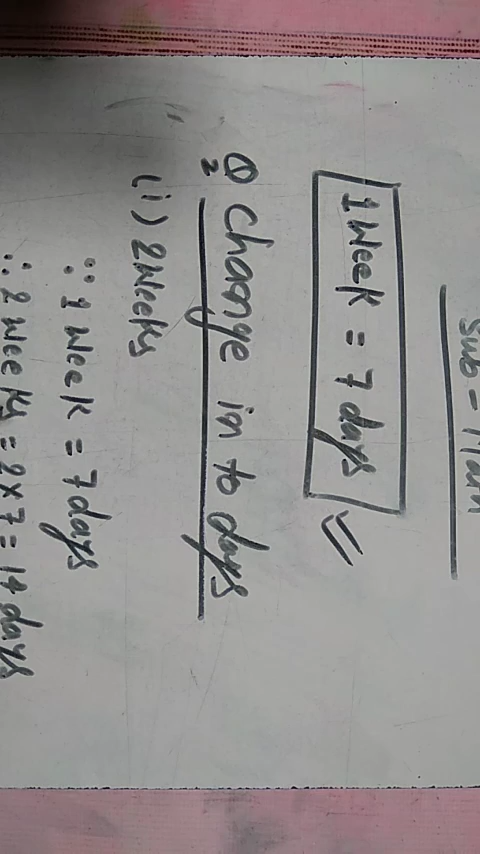 Sub -
1 Week = 7 days
Q2 Change in to days
(i) 2 Weeks
∵ 1 Week = 7 days
∴ 2 Weeks = 2 × 7 = 14 days